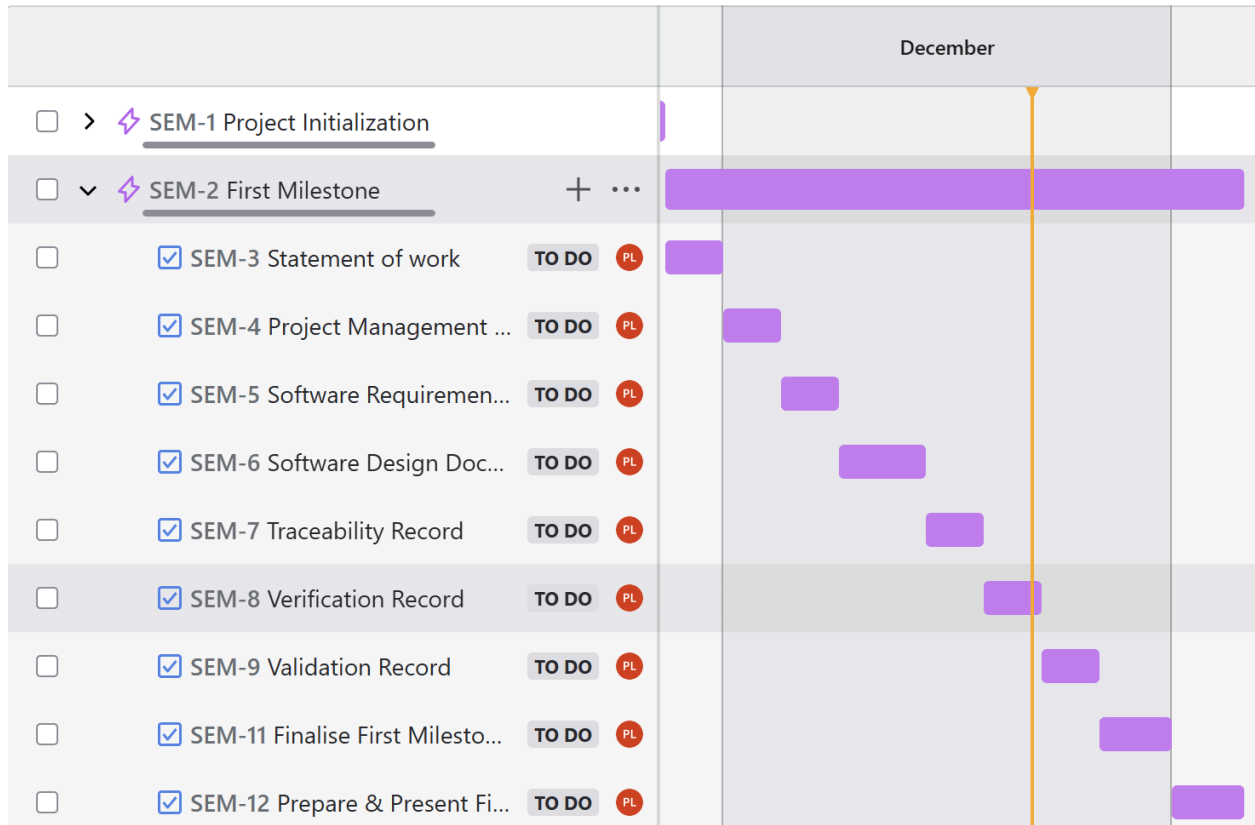 December
SEM-1 Project Initialization
SEM-2 First Milestone
SEM-3 Statement of work TO DO PL
SEM-4 Project Management ... TO DO PL
SEM-5 Software Requiremen... TO DO PL
SEM-6 Software Design Doc... TO DO PL
SEM-7 Traceability Record TO DO PL
SEM-8 Verification Record TO DO PL
SEM-9 Validation Record TO DO PL
SEM-11 Finalise First Milesto... TO DO PL
SEM-12 Prepare & Present Fi... TO DO PL